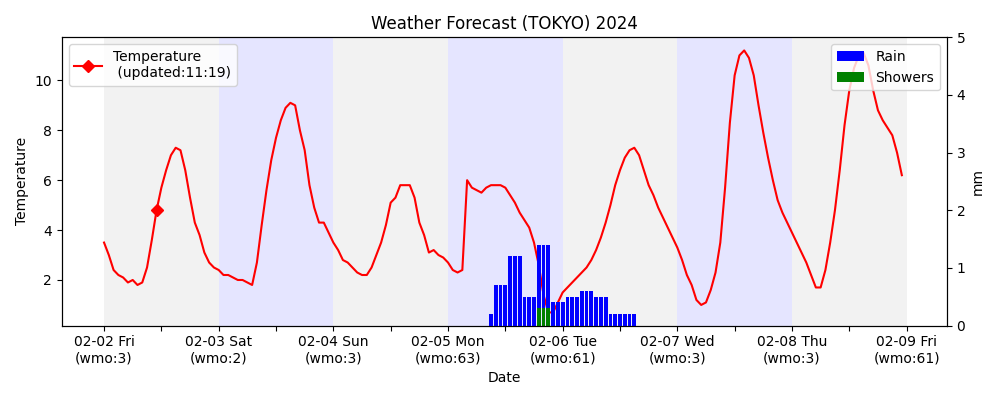 Weather Forecast (TOKYO) 2024
Temperature
(updated:11:19)
Rain
Showers
Temperature
10
8
6
4
2
mm
5
4
3
2
1
0
02-02 Fri
(wmo:3)
02-03 Sat
(wmo:2)
02-04 Sun
(wmo:3)
02-05 Mon
(wmo:63)
02-06 Tue
(wmo:61)
02-07 Wed
(wmo:3)
02-08 Thu
(wmo:3)
02-09 Fri
(wmo:61)
Date